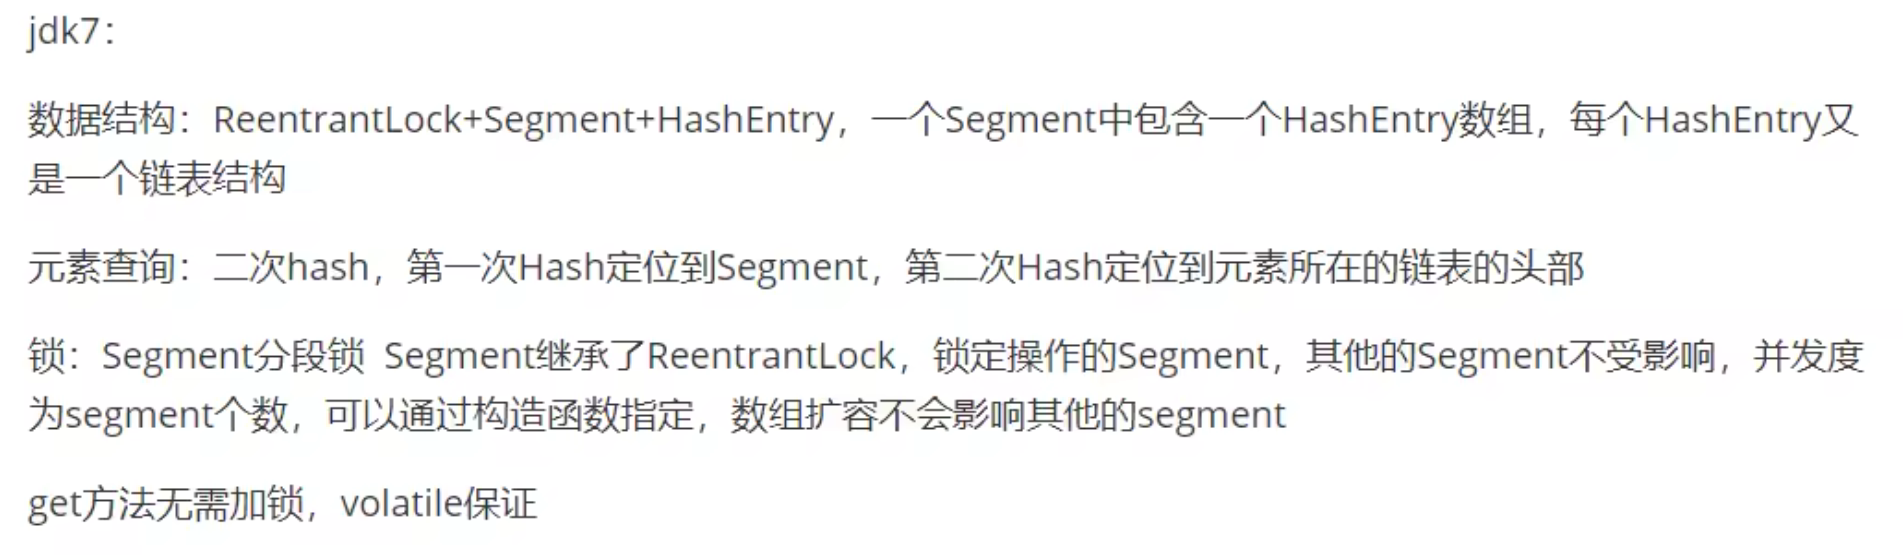 jdk7：
数据结构：ReentrantLock+Segment+HashEntry，一个Segment中包含一个HashEntry数组，每个HashEntry又
是一个链表结构
元素查询：二次hash，第一次Hash定位到Segment，第二次Hash定位到元素所在的链表的头部
锁：Segment分段锁 Segment继承了ReentrantLock，锁定操作的Segment，其他的Segment不受影响，并发度
为segment个数，可以通过构造函数指定，数组扩容不会影响其他的segment
get方法无需加锁，volatile保证